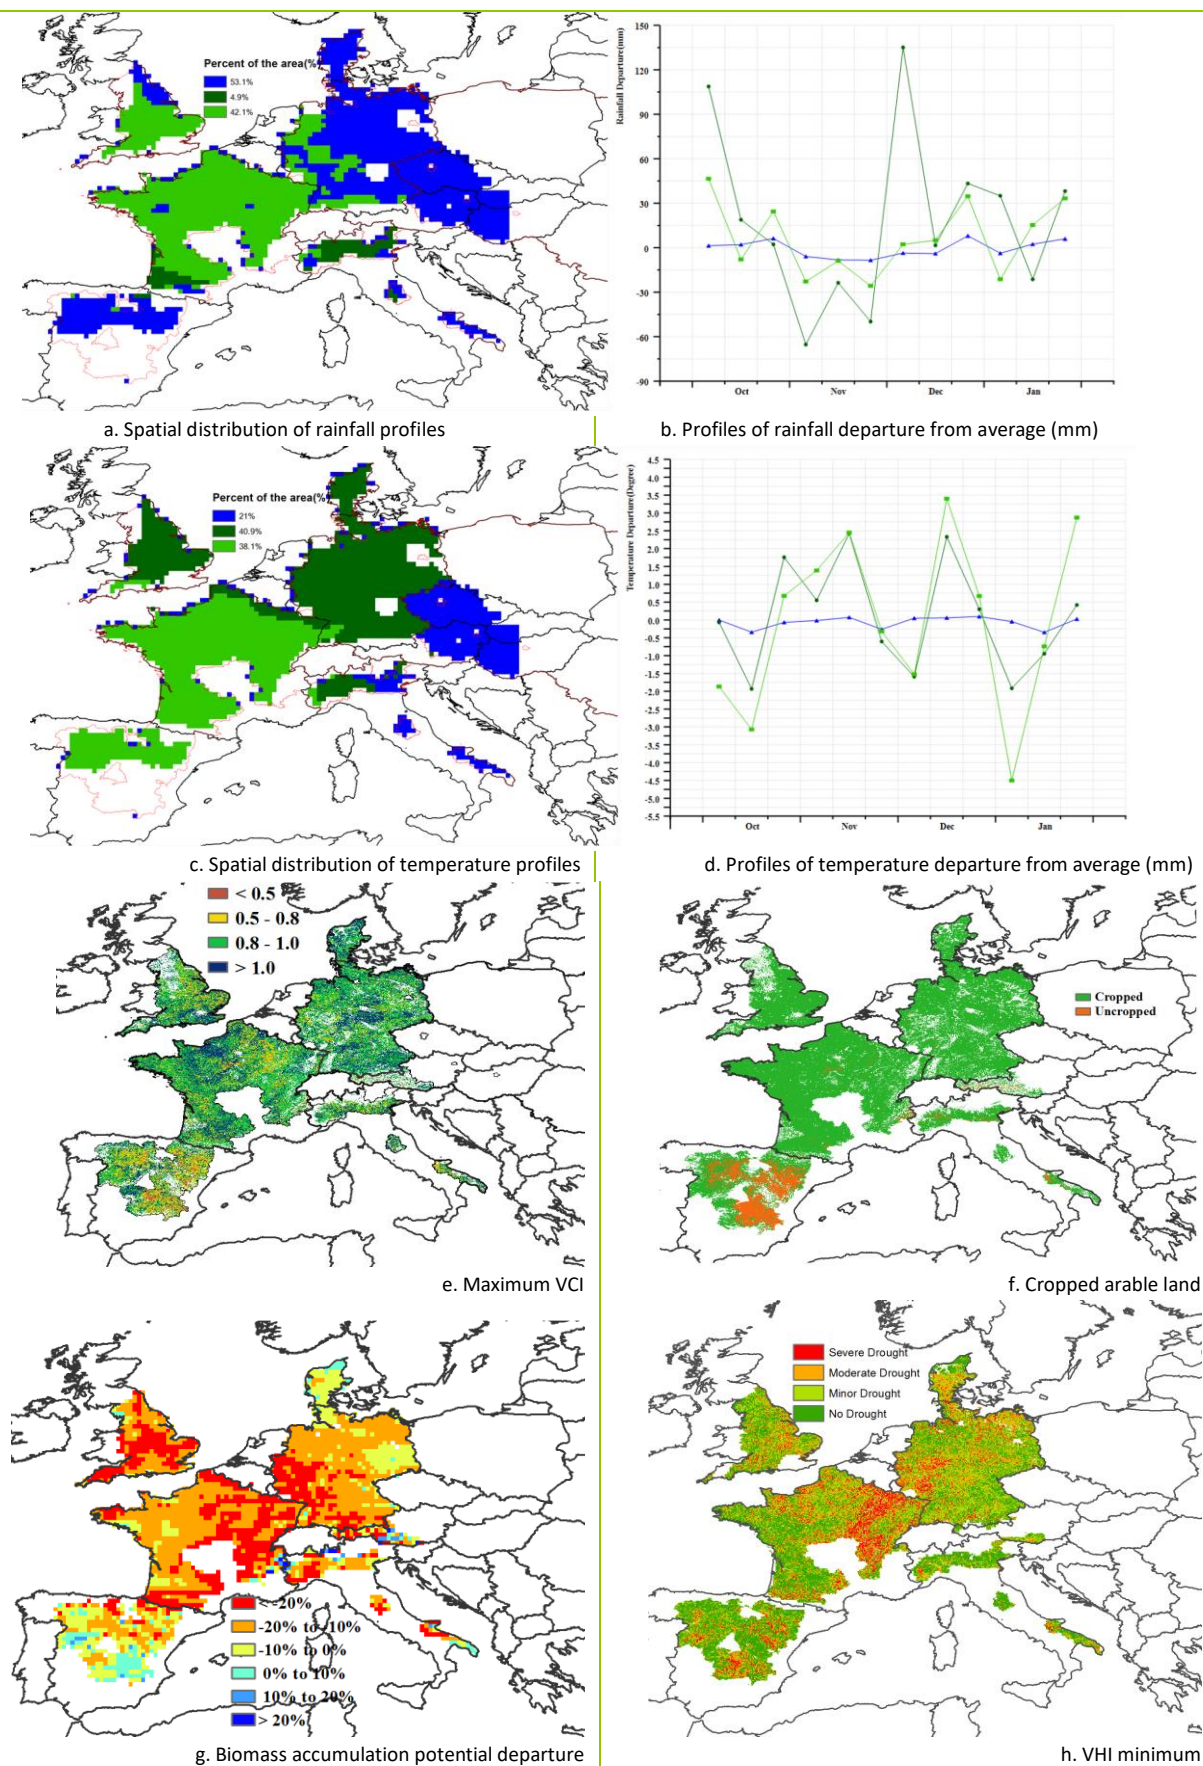 Percent of the area(%)
53.1%
4.9%
42.1%
Rainfall Departure(mm)
150
120
90
60
30
0
-30
-60
-90
Oct
Nov
Dec
Jan
a. Spatial distribution of rainfall profiles
b. Profiles of rainfall departure from average (mm)
Percent of the area(%)
21%
40.9%
38.1%
Temperature Departure(Degree)
4.5
4.0
3.5
3.0
2.5
2.0
1.5
1.0
0.5
0.0
-0.5
-1.0
-1.5
-2.0
-2.5
-3.0
-3.5
-4.0
-4.5
-5.0
-5.5
Oct
Nov
Dec
Jan
c. Spatial distribution of temperature profiles
d. Profiles of temperature departure from average (mm)
< 0.5
0.5 - 0.8
0.8 - 1.0
> 1.0
Cropped
Uncropped
e. Maximum VCI
f. Cropped arable land
< -20%
-20% to -10%
-10% to 0%
0% to 10%
10% to 20%
> 20%
Severe Drought
Moderate Drought
Minor Drought
No Drought
g. Biomass accumulation potential departure
h. VHI minimum